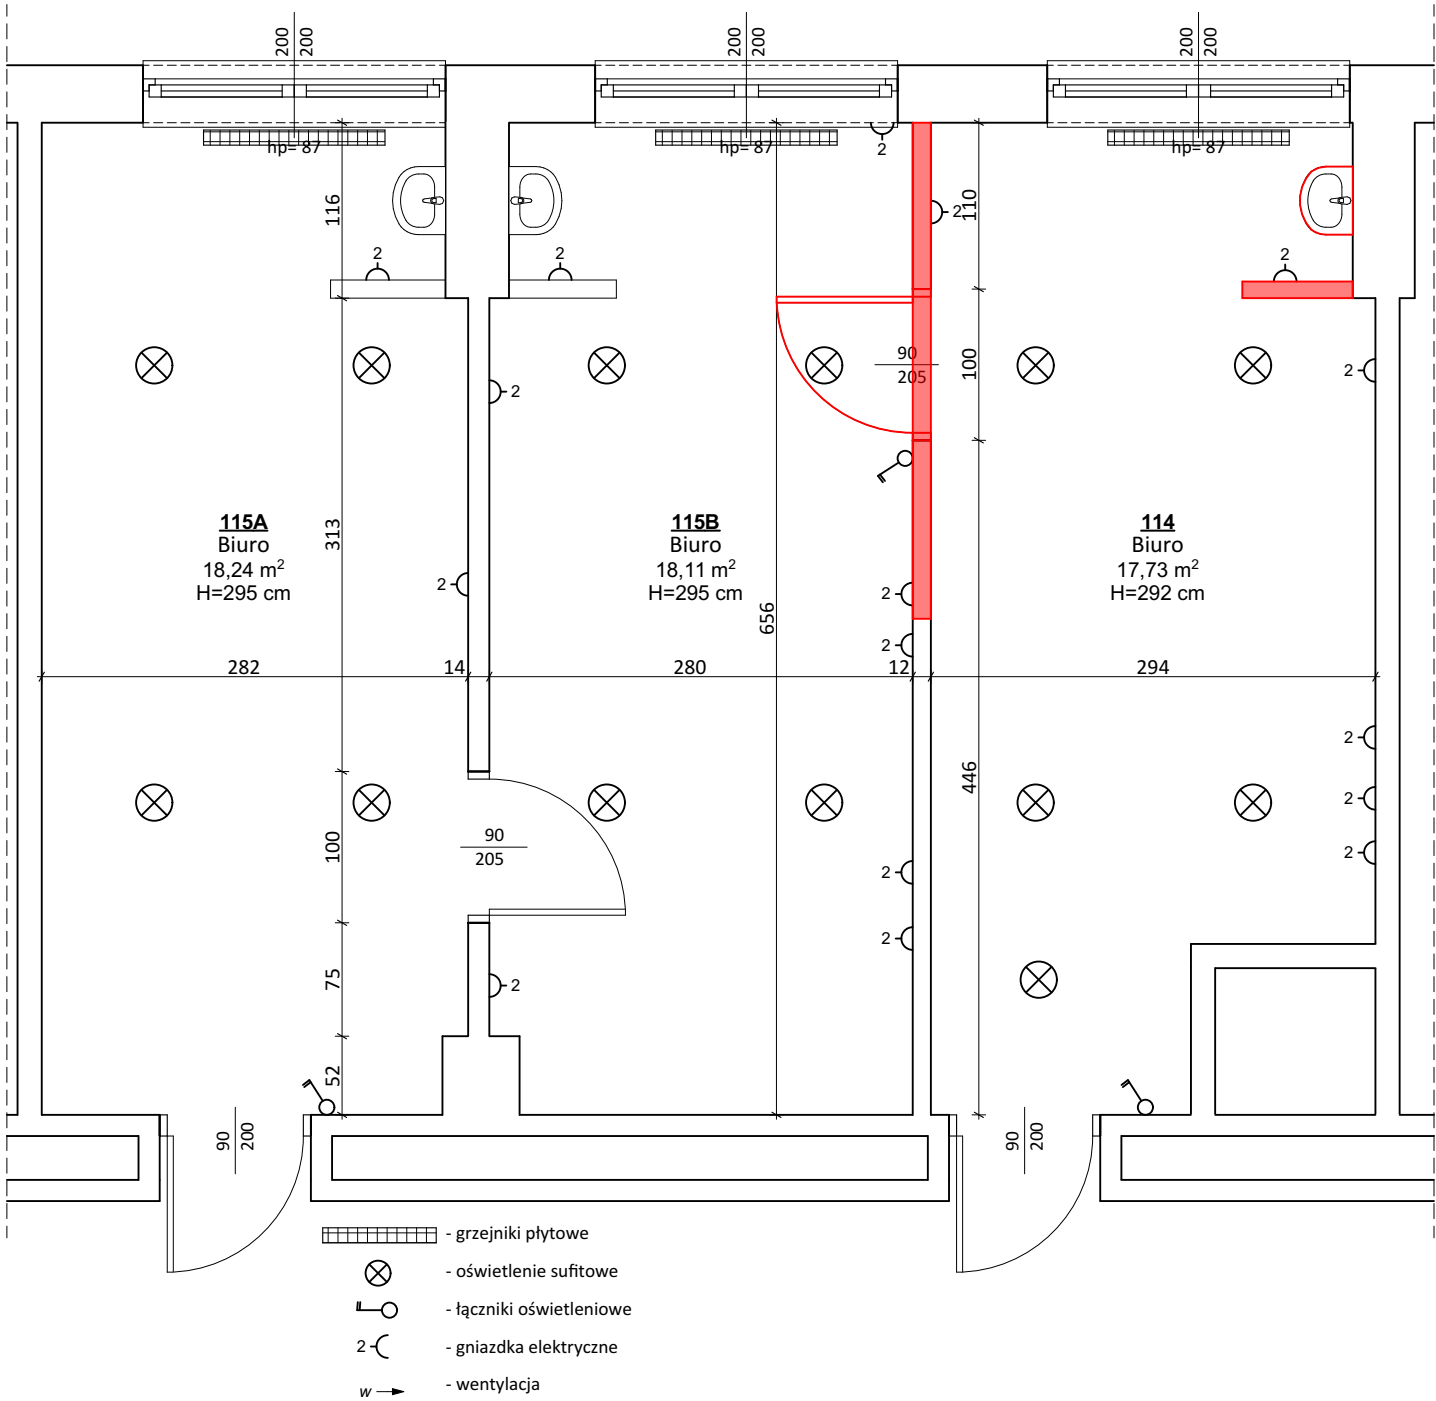 200
200
200
200
200
200
hp= 87
hp= 87
hp= 87
2
116
2
110
2
2
2
2
2
90
205
100
2
115A
Biuro
18,24 m²
H=295 cm
313
115B
Biuro
18,11 m²
H=295 cm
114
Biuro
17,73 m²
H=292 cm
2
2
656
2
282
14
280
12
294
2
446
2
2
90
205
100
2
2
75
2
52
90
200
90
200
- grzejniki płytowe
- oświetlenie sufitowe
- łączniki oświetleniowe
2
- gniazdka elektryczne
w
- wentylacja